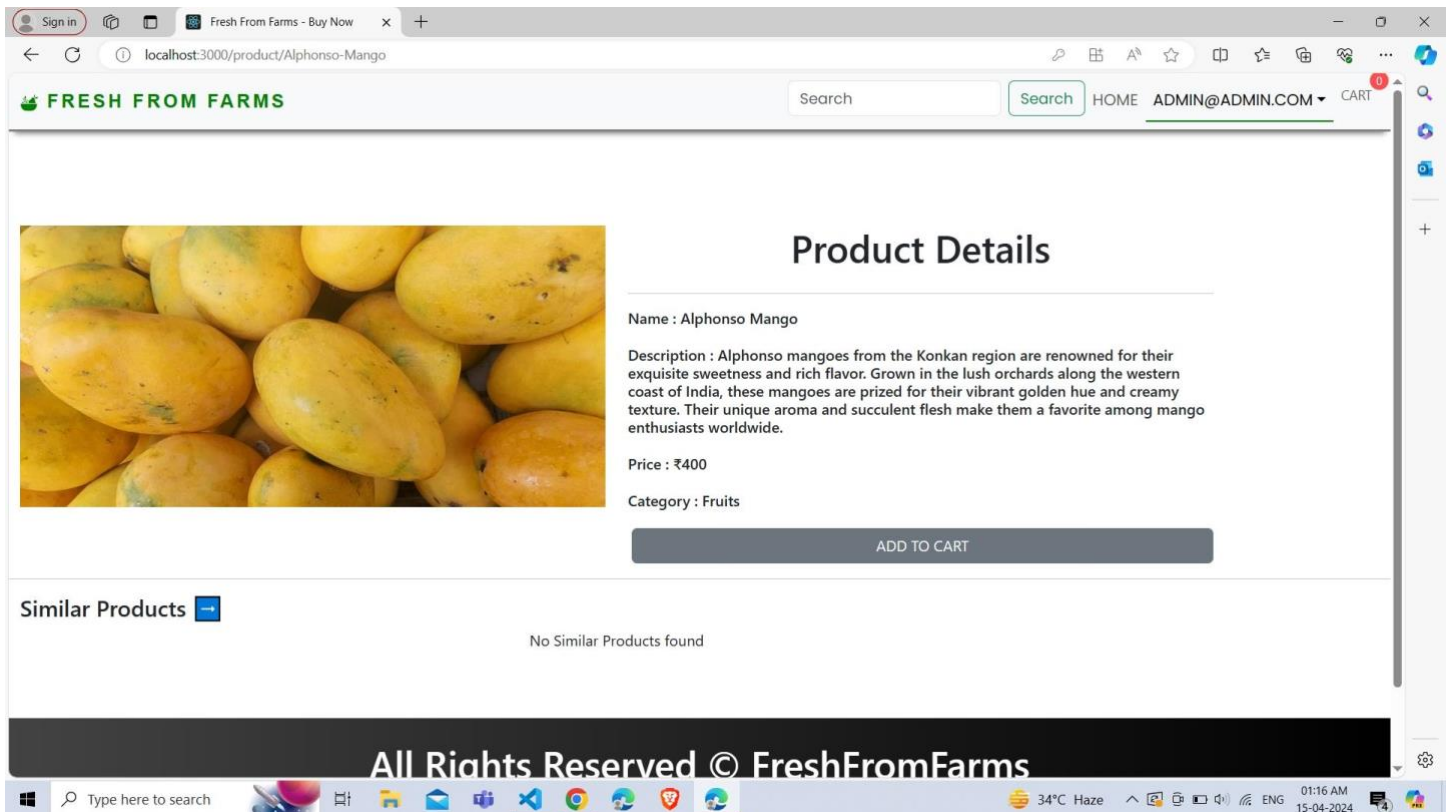 Sign in
Fresh From Farms - Buy Now
localhost:3000/product/Alphonso-Mango
FRESH FROM FARMS
Search
Search
HOME
ADMIN@ADMIN.COM
CART
0
Product Details
Name : Alphonso Mango
Description : Alphonso mangoes from the Konkan region are renowned for their
exquisite sweetness and rich flavor. Grown in the lush orchards along the western
coast of India, these mangoes are prized for their vibrant golden hue and creamy
texture. Their unique aroma and succulent flesh make them a favorite among mango
enthusiasts worldwide.
Price : ₹400
Category : Fruits
ADD TO CART
Similar Products
No Similar Products found
All Rights Reserved © FreshFromFarms
Type here to search
34°C Haze
ENG
01:16 AM
15-04-2024
4